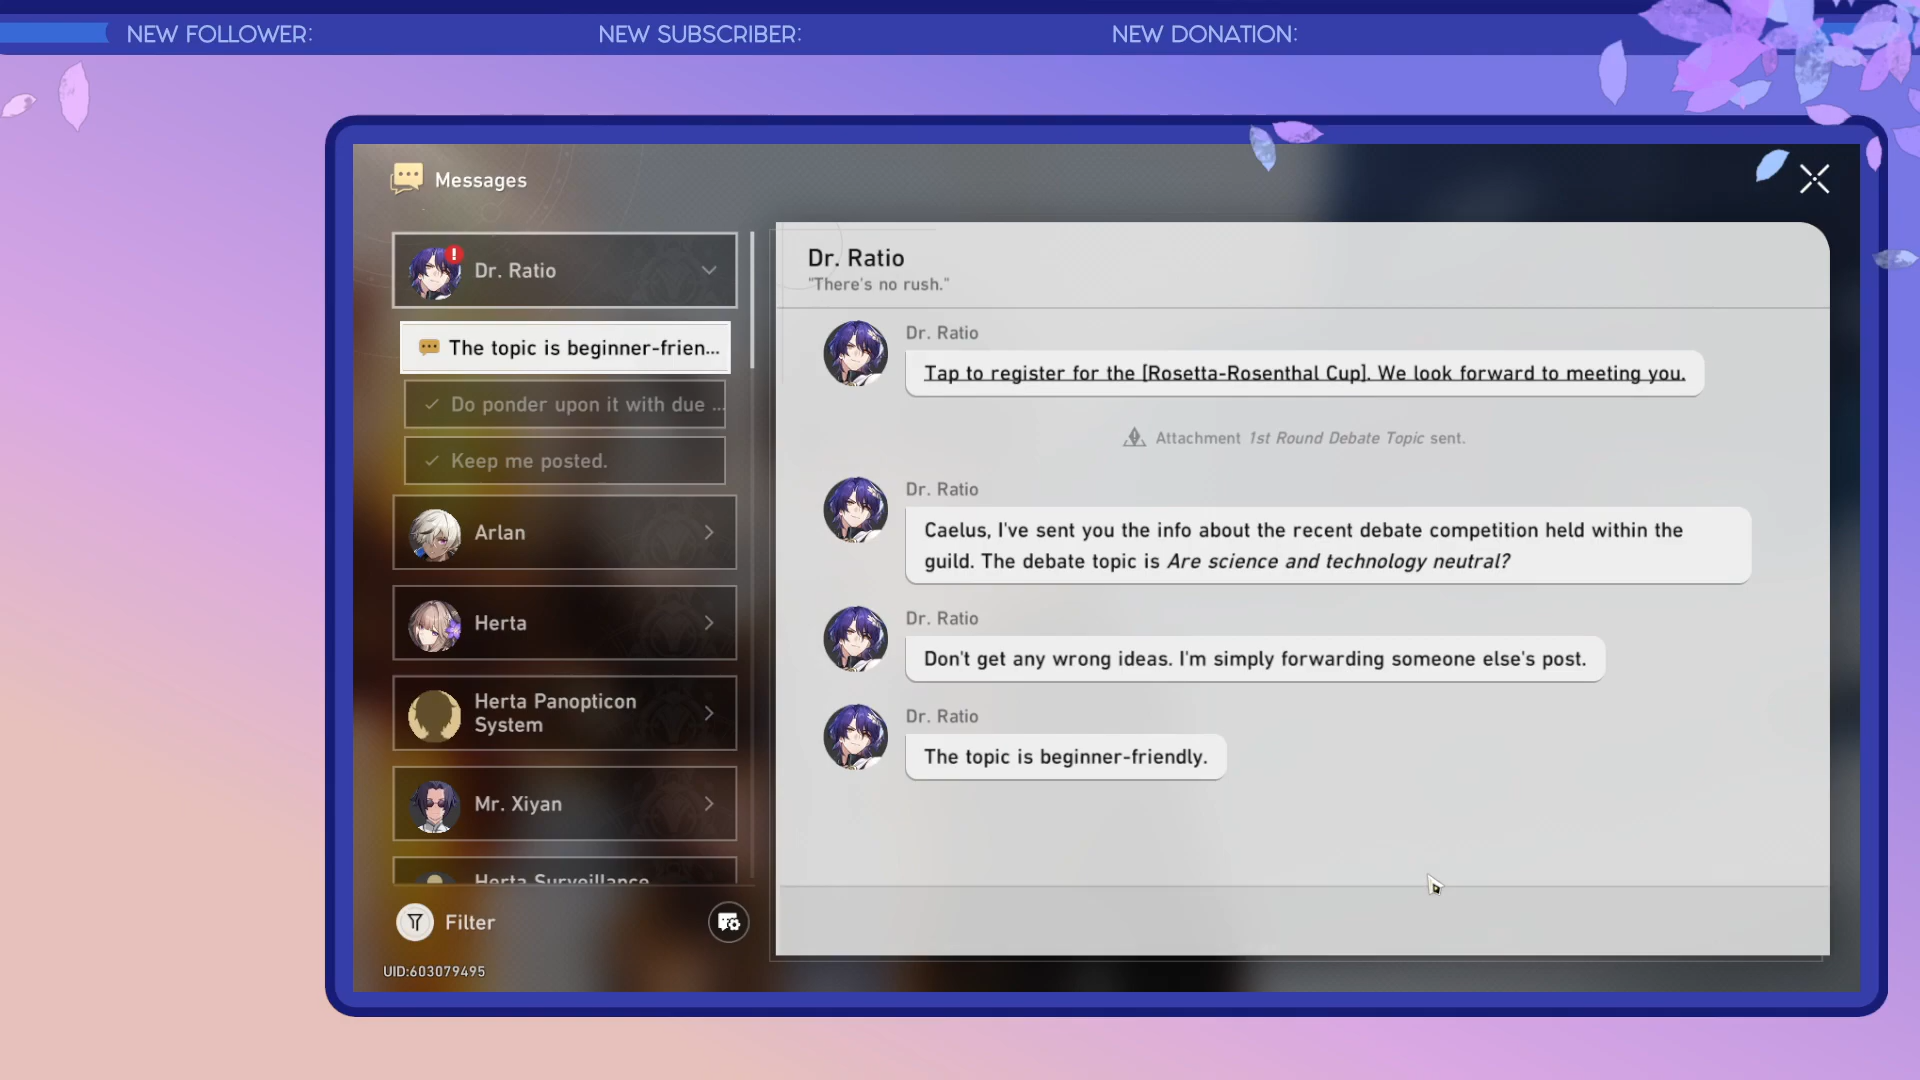 NEW FOLLOWER:
NEW SUBSCRIBER:
NEW DONATION:
Messages
Dr. Ratio
The topic is beginner-frien...
Do ponder upon it with due ...
Keep me posted.
Arlan
Herta
Herta Panopticon
System
Mr. Xiyan
Herta Surveillance
Filter
UID:603079495
Dr. Ratio
"There's no rush."
Dr. Ratio
Tap to register for the [Rosetta-Rosenthal Cup]. We look forward to meeting you.
Attachment 1st Round Debate Topic sent.
Dr. Ratio
Caelus, I've sent you the info about the recent debate competition held within the
guild. The debate topic is Are science and technology neutral?
Dr. Ratio
Don't get any wrong ideas. I'm simply forwarding someone else's post.
Dr. Ratio
The topic is beginner-friendly.